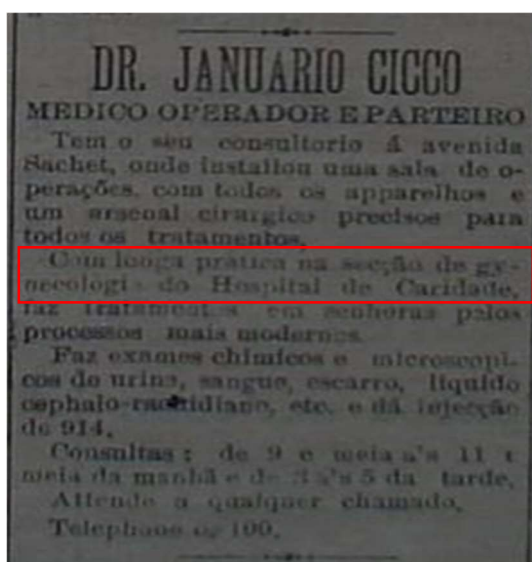 DR. JANUARIO CICCO
MEDICO OPERADOR E PARTEIRO
Tem o seu consultorio á avenida
Sachet, onde installou uma sala de o-
perações, com todos os apparelhos e
um arsenal cirurgico precisos para
todos os tratamentos.
Com longa pratica na secção de gy-
necologia do Hospital de Caridade,
faz tratamentos em senhoras pelos
processos mais modernos.
Faz exames chimicos e microscopi-
cos de urina, sangue, escarro, liquido
cephalo-rachidiano, etc. e dá injecção
de 914.
Consultas: de 9 e meia a's 11 e
meia da manhã e de 3 a's 5 da tarde.
Attende a qualquer chamado.
Telephone 100.